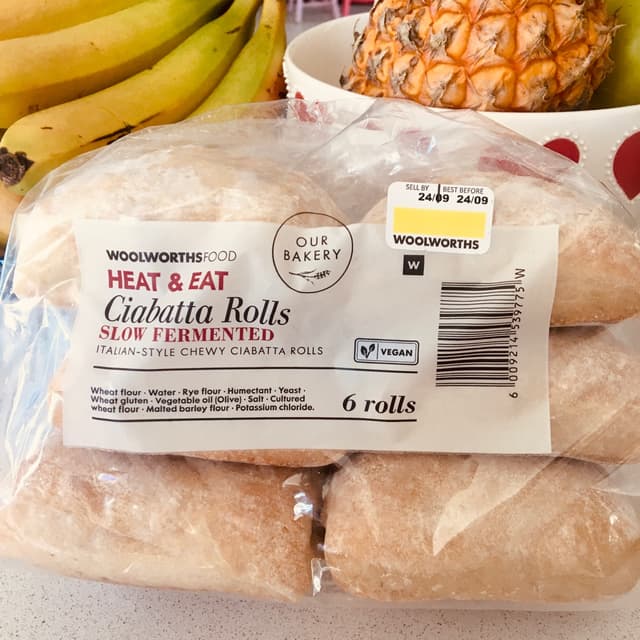 SELL BY BEST BEFORE
24/09 24/09
WOOLWORTHS
W
OUR
BAKERY
WOOLWORTHSFOOD
HEAT & EAT
Ciabatta Rolls
SLOW FERMENTED
ITALIAN-STYLE CHEWY CIABATTA ROLLS
VEGAN
Wheat flour · Water · Rye flour · Humectant · Yeast ·
Wheat gluten · Vegetable oil (Olive) · Salt · Cultured
wheat flour · Malted barley flour · Potassium chloride.
6 rolls
6 009214 539775 W